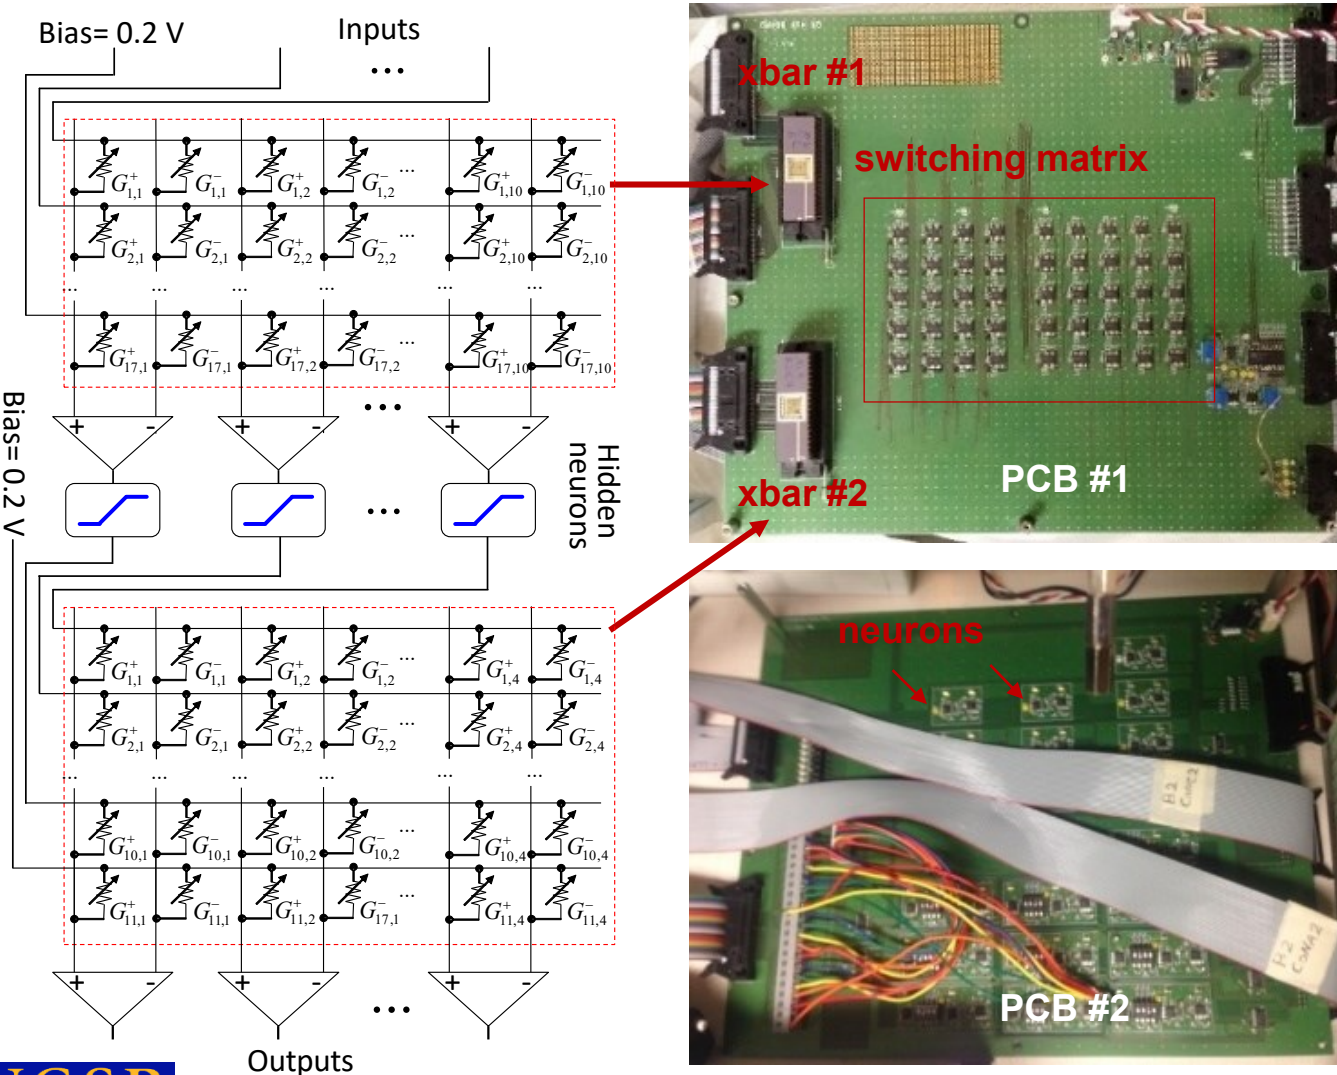 Bias= 0.2 V
Inputs
...
G⁺1,1 G⁻1,1 G⁺1,2 G⁻1,2 ... G⁺1,10 G⁻1,10
G⁺2,1 G⁻2,1 G⁺2,2 G⁻2,2 ... G⁺2,10 G⁻2,10
... ... ... ... ... ...
G⁺17,1 G⁻17,1 G⁺17,2 G⁻17,2 ... G⁺17,10 G⁻17,10
...
+ - + - + -
Bias= 0.2 V
...
Hidden
neurons
G⁺1,1 G⁻1,1 G⁺1,2 G⁻1,2 ... G⁺1,4 G⁻1,4
G⁺2,1 G⁻2,1 G⁺2,2 G⁻2,2 ... G⁺2,4 G⁻2,4
... ... ... ... ... ...
G⁺10,1 G⁻10,1 G⁺10,2 G⁻10,2 ... G⁺10,4 G⁻10,4
G⁺11,1 G⁻11,1 G⁺11,2 G⁻17,1 ... G⁺11,4 G⁻11,4
+ - + - + -
...
Outputs
xbar #1
switching matrix
xbar #2
PCB #1
neurons
H2
CONC2
H2
CONA2
PCB #2